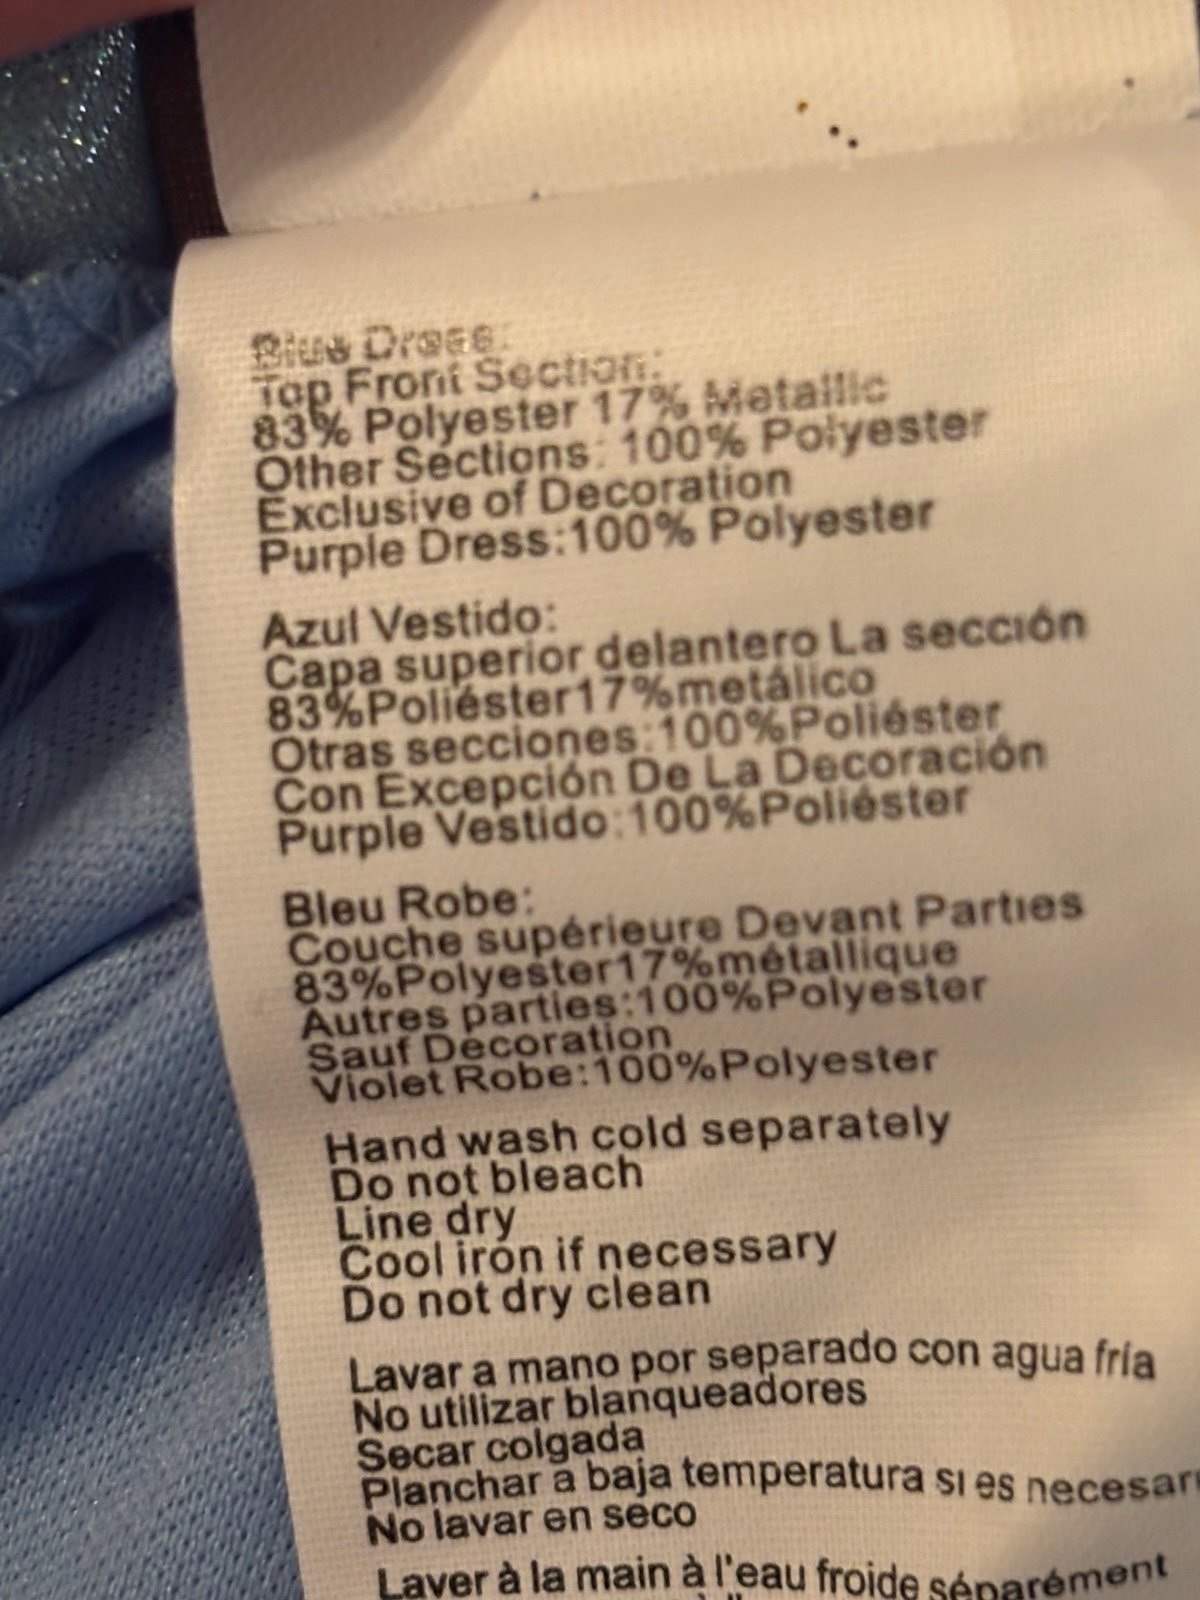 Blue Dress:
Top Front Section:
83% Polyester 17% Metallic
Other Sections: 100% Polyester
Exclusive of Decoration
Purple Dress:100% Polyester
Azul Vestido:
Capa superior delantero La sección
83%Poliéster17%metálico
Otras secciones:100%Poliéster
Con Excepción De La Decoración
Purple Vestido:100%Poliéster
Bleu Robe:
Couche supérieure Devant Parties
83%Polyester17%métallique
Autres parties:100%Polyester
Sauf Décoration
Violet Robe:100%Polyester
Hand wash cold separately
Do not bleach
Line dry
Cool iron if necessary
Do not dry clean
Lavar a mano por separado con agua fría
No utilizar blanqueadores
Secar colgada
Planchar a baja temperatura si es necesari
No lavar en seco
Laver à la main à l'eau froide séparément